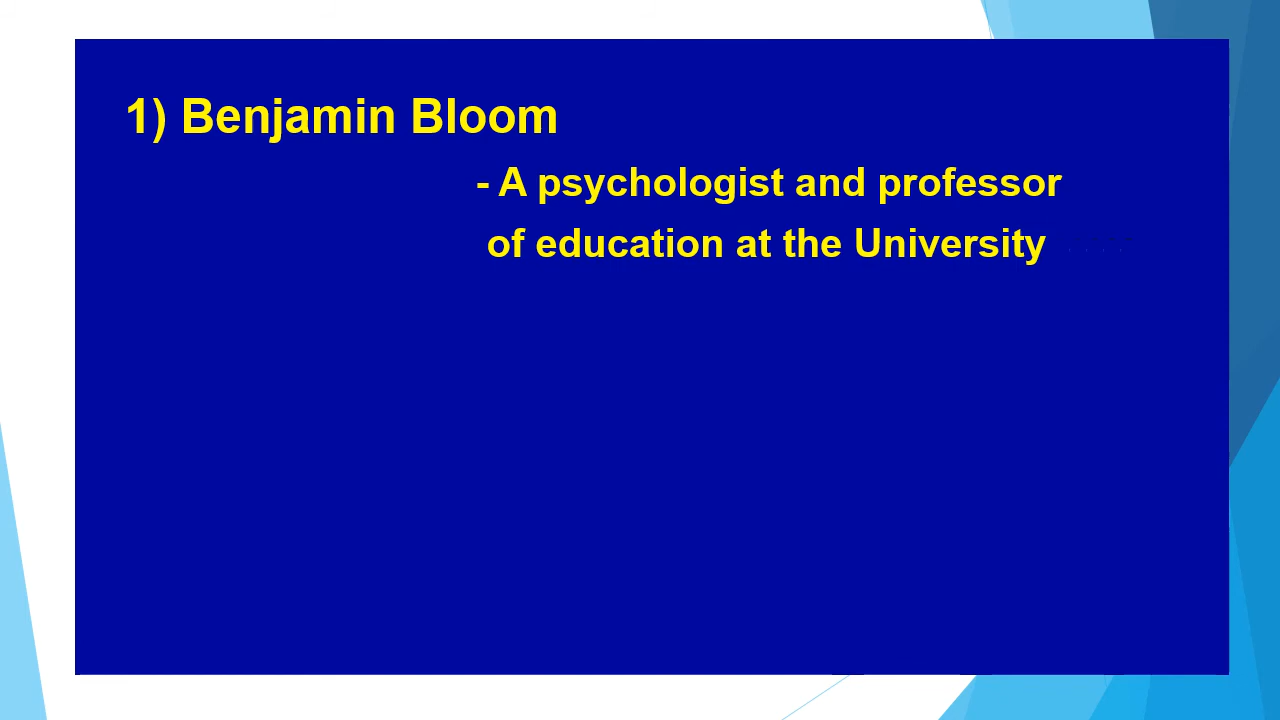 1) Benjamin Bloom
- A psychologist and professor
of education at the University